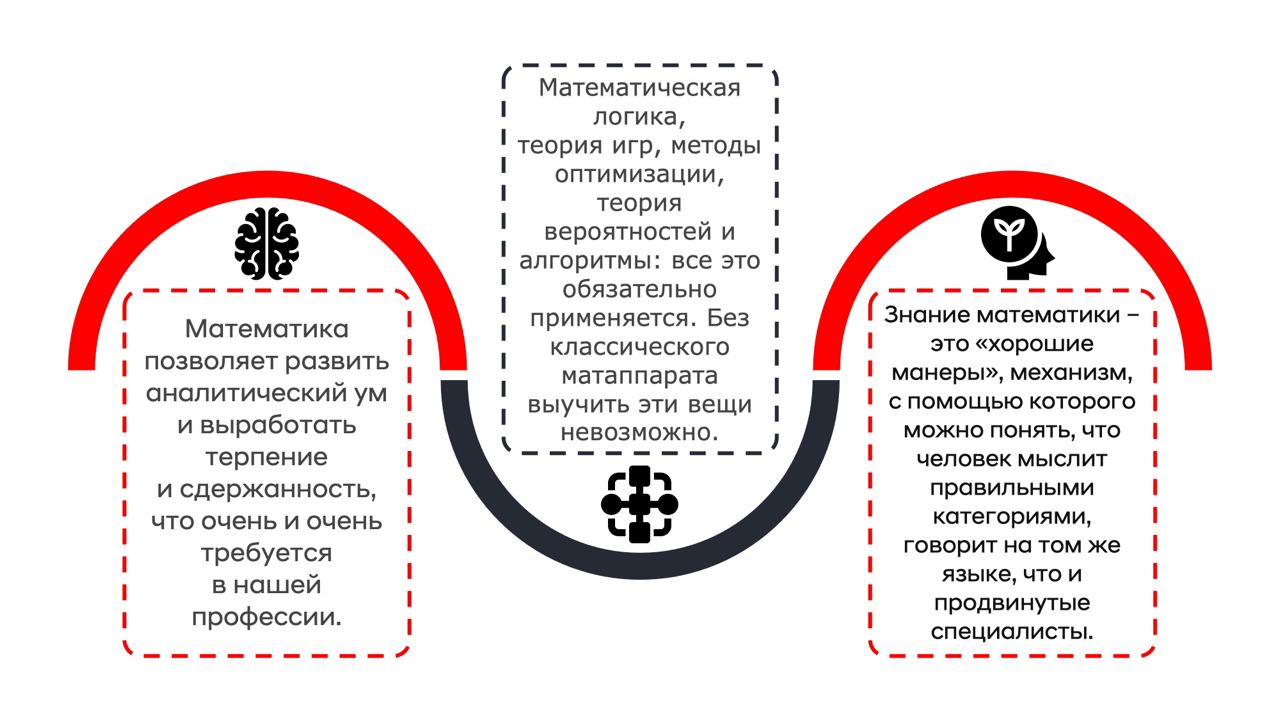 Математика
позволяет развить
аналитический ум
и выработать
терпение
и сдержанность,
что очень и очень
требуется
в нашей
профессии.
Математическая
логика,
теория игр, методы
оптимизации,
теория
вероятностей и
алгоритмы: все это
обязательно
применяется. Без
классического
матаппарата
выучить эти вещи
невозможно.
Знание математики –
это «хорошие
манеры», механизм,
с помощью которого
можно понять, что
человек мыслит
правильными
категориями,
говорит на том же
языке, что и
продвинутые
специалисты.